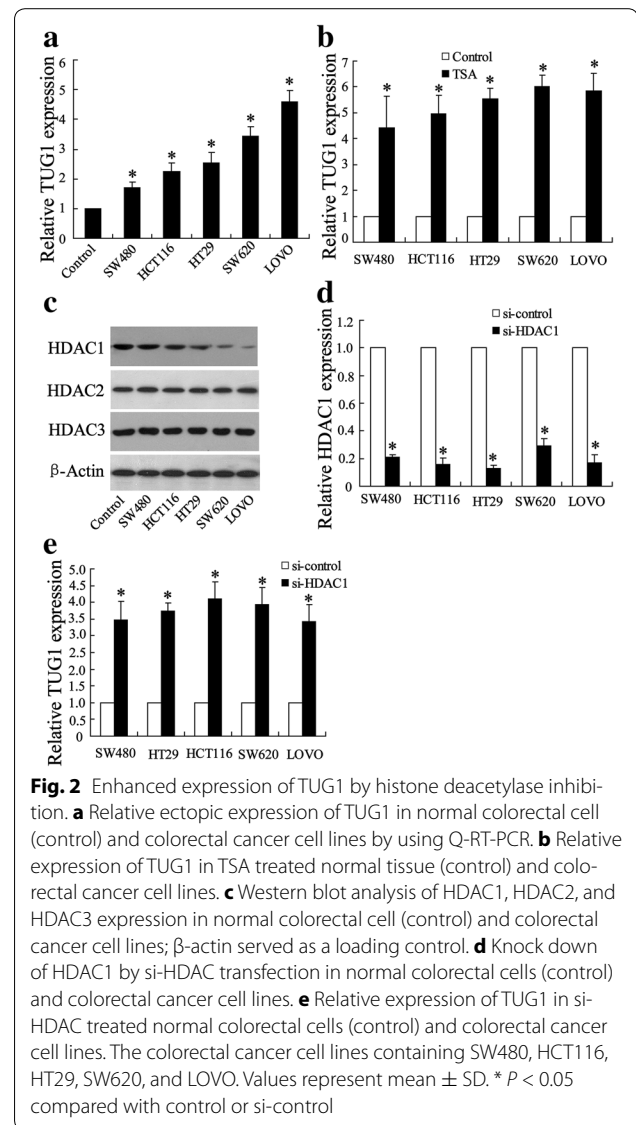 a
Relative TUG1 expression
6
5
4
3
2
1
* * * * *
Control SW480 HCT116 HT29 SW620 LOVO
b
Relative TUG1 expression
Control
TSA
7
6
5
4
3
2
1
0
* * * * *
SW480 HCT116 HT29 SW620 LOVO
c
HDAC1
HDAC2
HDAC3
β-Actin
Control SW480 HCT116 HT29 SW620 LOVO
d
Relative HDAC1 expression
si-control
si-HDAC1
1.2
1.0
0.8
0.6
0.4
0.2
0
* * * * *
SW480 HCT116 HT29 SW620 LOVO
e
Relative TUG1 expression
si-control
si-HDAC1
5.0
4.5
4.0
3.5
3.0
2.5
2.0
1.5
1.0
0.5
0
* * * * *
SW480 HT29 HCT116 SW620 LOVO
Fig. 2 Enhanced expression of TUG1 by histone deacetylase inhibi-
tion. a Relative ectopic expression of TUG1 in normal colorectal cell
(control) and colorectal cancer cell lines by using Q-RT-PCR. b Relative
expression of TUG1 in TSA treated normal tissue (control) and colo-
rectal cancer cell lines. c Western blot analysis of HDAC1, HDAC2, and
HDAC3 expression in normal colorectal cell (control) and colorectal
cancer cell lines; β-actin served as a loading control. d Knock down
of HDAC1 by si-HDAC transfection in normal colorectal cells (control)
and colorectal cancer cell lines. e Relative expression of TUG1 in si-
HDAC treated normal colorectal cells (control) and colorectal cancer
cell lines. The colorectal cancer cell lines containing SW480, HCT116,
HT29, SW620, and LOVO. Values represent mean ± SD. * P < 0.05
compared with control or si-control